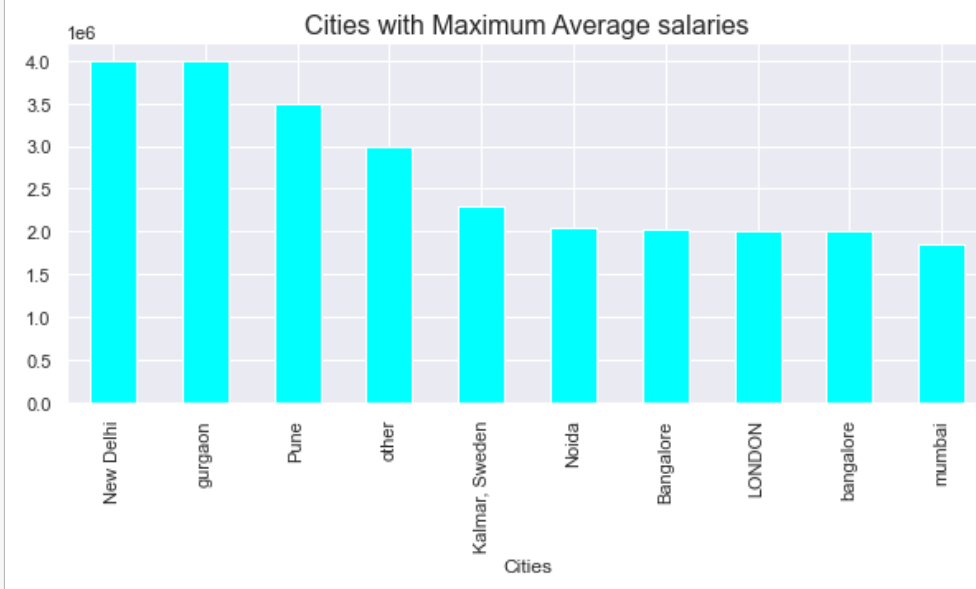 Cities with Maximum Average salaries
1e6
4.0
3.5
3.0
2.5
2.0
1.5
1.0
0.5
0.0
New Delhi
gurgaon
Pune
other
Kalmar, Sweden
Noida
Bangalore
LONDON
bangalore
mumbai
Cities